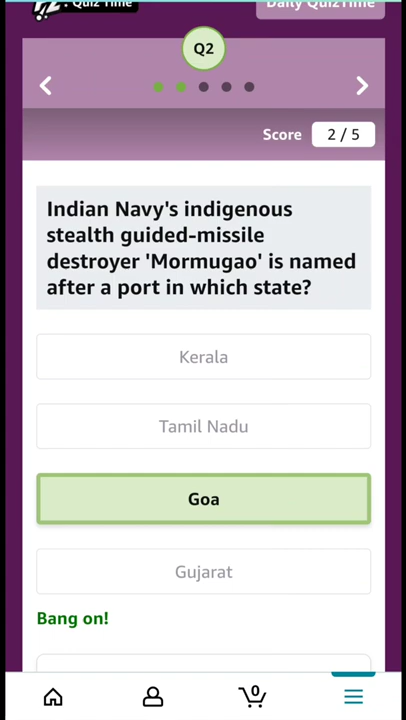 Quiz Time
Daily QuizTime
Q2
Score 2 / 5
Indian Navy's indigenous
stealth guided-missile
destroyer 'Mormugao' is named
after a port in which state?
Kerala
Tamil Nadu
Goa
Gujarat
Bang on!
0